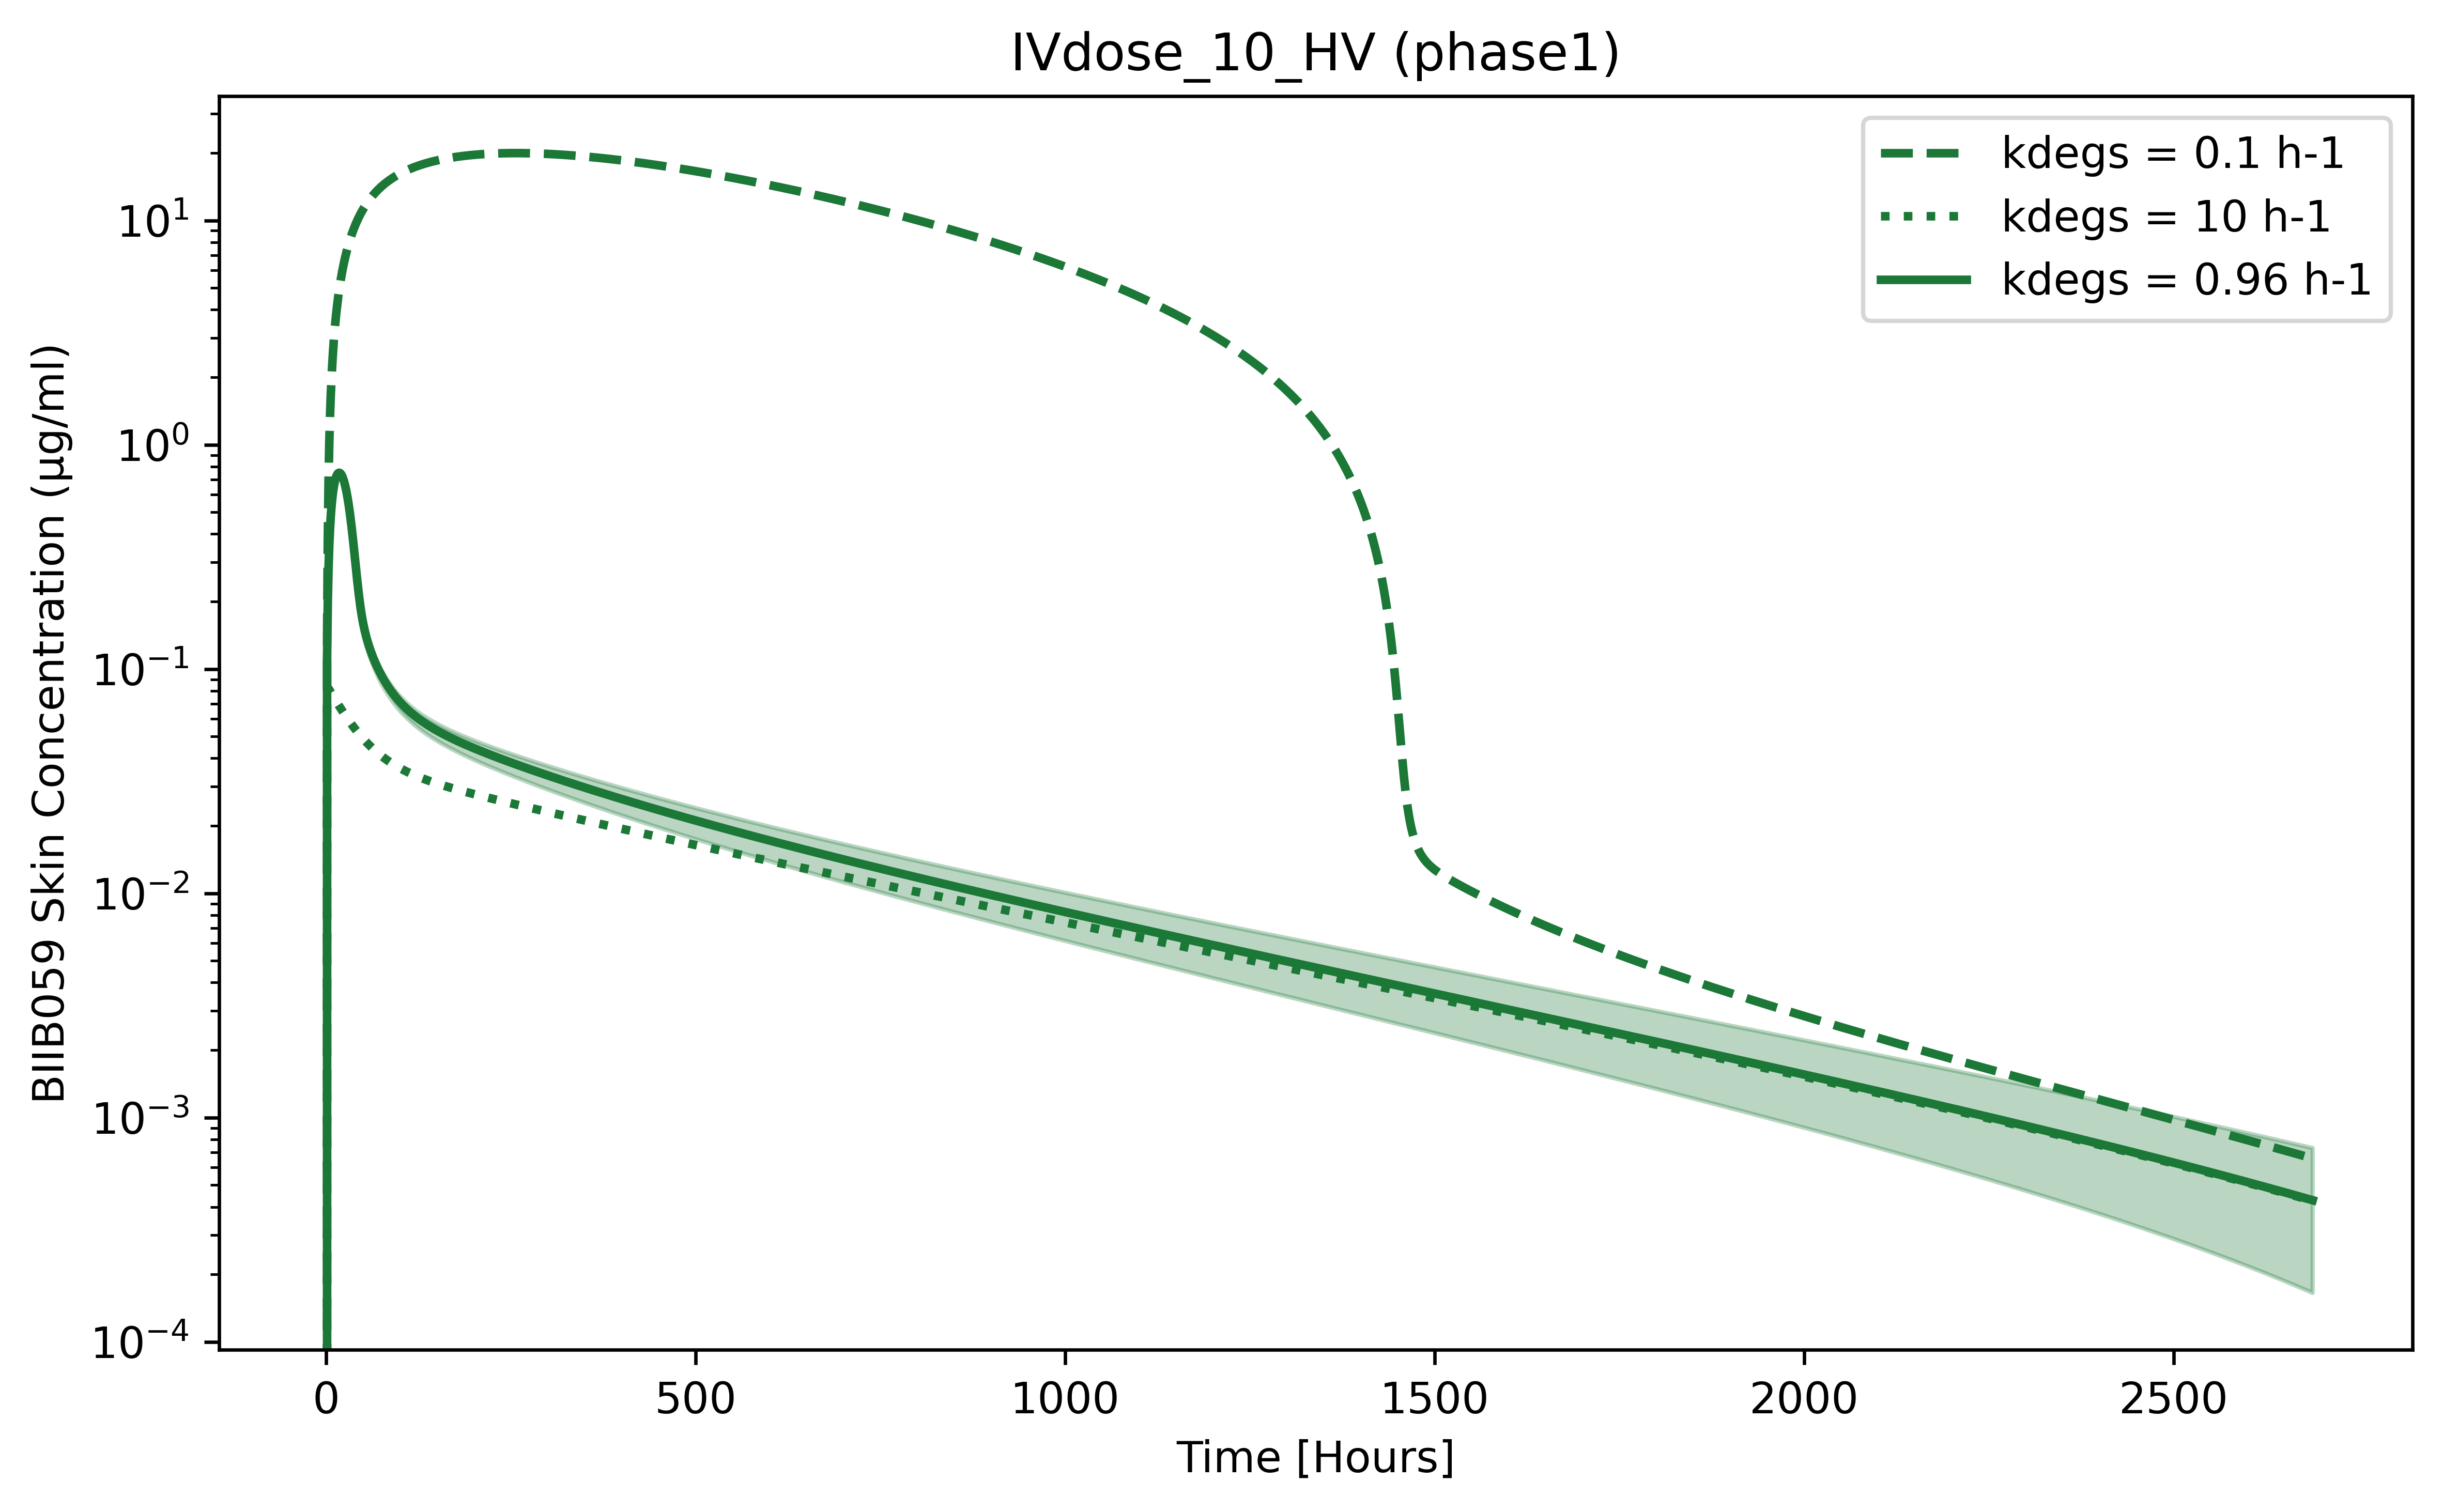 IVdose_10_HV (phase1)
kdegs = 0.1 h-1
kdegs = 10 h-1
kdegs = 0.96 h-1
BIIB059 Skin Concentration (µg/ml)
10¹
10⁰
10⁻¹
10⁻²
10⁻³
10⁻⁴
0 500 1000 1500 2000 2500
Time [Hours]